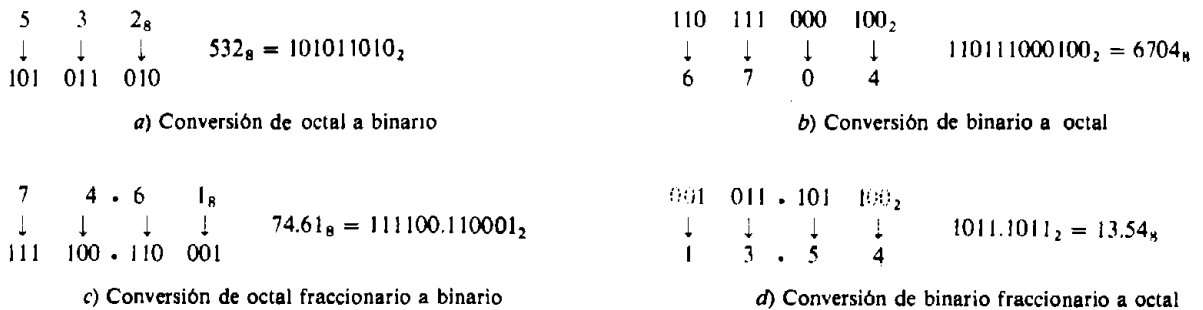 5 3 2₈
↓ ↓ ↓
101 011 010
532₈ = 101011010₂
a) Conversión de octal a binario
110 111 000 100₂
↓ ↓ ↓ ↓
6 7 0 4
110111000100₂ = 6704₈
b) Conversión de binario a octal
7 4 . 6 1₈
↓ ↓ ↓ ↓
111 100 . 110 001
74.61₈ = 111100.110001₂
c) Conversión de octal fraccionario a binario
001 011 . 101 100₂
↓ ↓ ↓ ↓
1 3 . 5 4
1011.1011₂ = 13.54₈
d) Conversión de binario fraccionario a octal